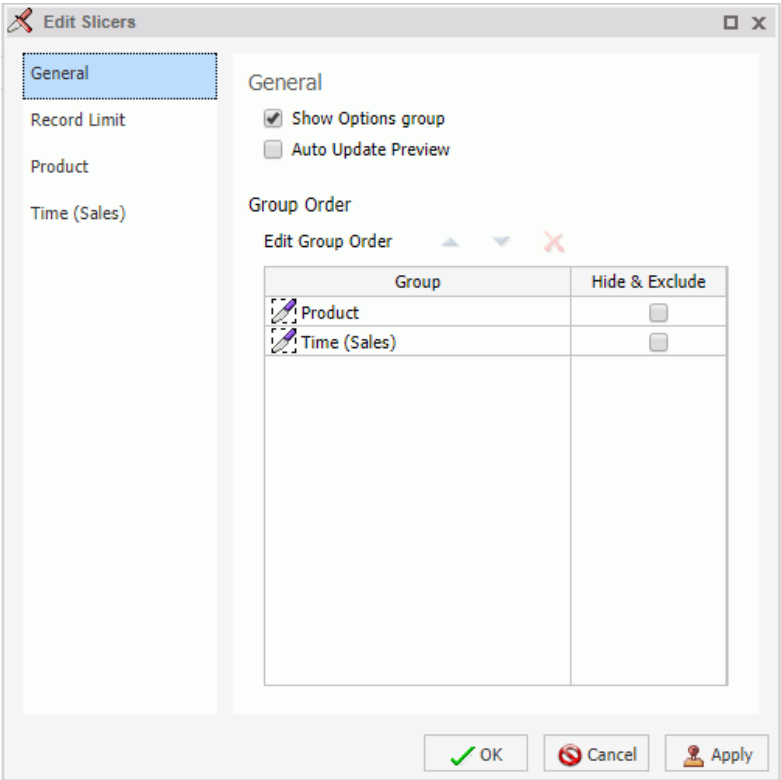 Edit Slicers
General
Record Limit
Product
Time (Sales)
General
Show Options group
Auto Update Preview
Group Order
Edit Group Order
Group Hide & Exclude
Product
Time (Sales)
OK Cancel Apply